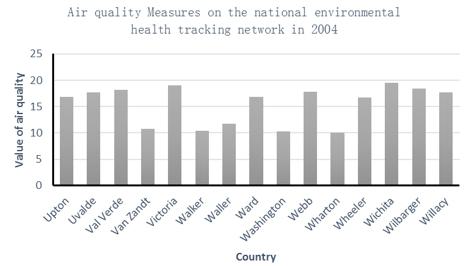 Air quality Measures on the national environmental
health tracking network in 2004
25
20
15
10
5
0
Value of air quality
Upton
Uvalde
Val Verde
Van Zandt
Victoria
Walker
Waller
Ward
Washington
Webb
Wharton
Wheeler
Wichita
Wilbarger
Willacy
Country